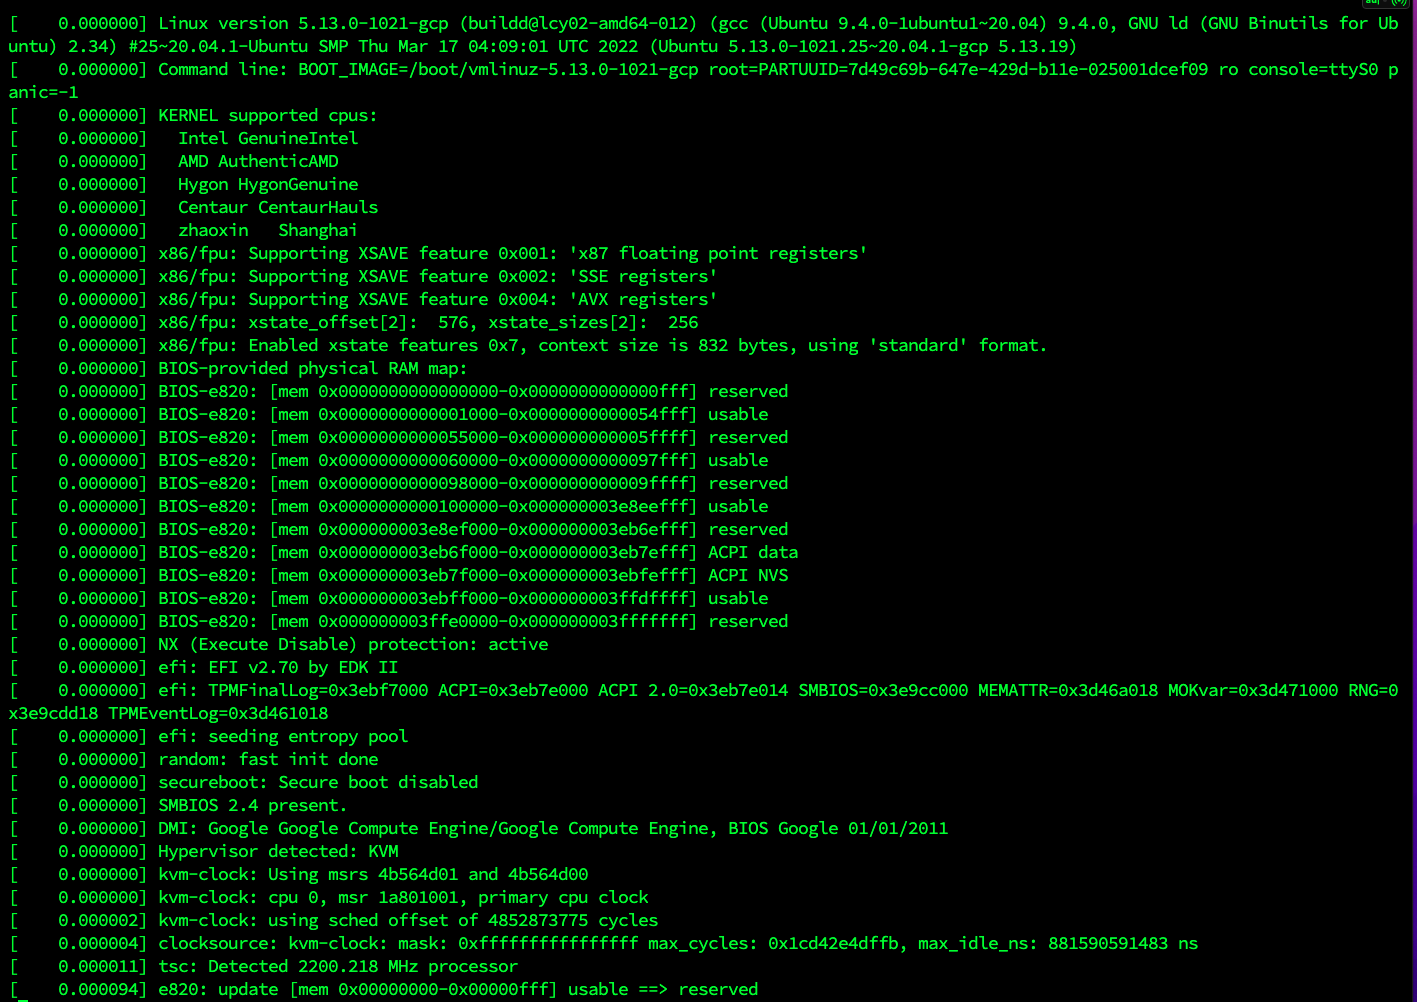 [    0.000000] Linux version 5.13.0-1021-gcp (buildd@lcy02-amd64-012) (gcc (Ubuntu 9.4.0-1ubuntu1~20.04) 9.4.0, GNU ld (GNU Binutils for Ub
untu) 2.34) #25~20.04.1-Ubuntu SMP Thu Mar 17 04:09:01 UTC 2022 (Ubuntu 5.13.0-1021.25~20.04.1-gcp 5.13.19)
[    0.000000] Command line: BOOT_IMAGE=/boot/vmlinuz-5.13.0-1021-gcp root=PARTUUID=7d49c69b-647e-429d-b11e-025001dcef09 ro console=ttyS0 p
anic=-1
[    0.000000] KERNEL supported cpus:
[    0.000000]   Intel GenuineIntel
[    0.000000]   AMD AuthenticAMD
[    0.000000]   Hygon HygonGenuine
[    0.000000]   Centaur CentaurHauls
[    0.000000]   zhaoxin   Shanghai
[    0.000000] x86/fpu: Supporting XSAVE feature 0x001: 'x87 floating point registers'
[    0.000000] x86/fpu: Supporting XSAVE feature 0x002: 'SSE registers'
[    0.000000] x86/fpu: Supporting XSAVE feature 0x004: 'AVX registers'
[    0.000000] x86/fpu: xstate_offset[2]:  576, xstate_sizes[2]:  256
[    0.000000] x86/fpu: Enabled xstate features 0x7, context size is 832 bytes, using 'standard' format.
[    0.000000] BIOS-provided physical RAM map:
[    0.000000] BIOS-e820: [mem 0x0000000000000000-0x0000000000000fff] reserved
[    0.000000] BIOS-e820: [mem 0x0000000000001000-0x0000000000054fff] usable
[    0.000000] BIOS-e820: [mem 0x0000000000055000-0x000000000005ffff] reserved
[    0.000000] BIOS-e820: [mem 0x0000000000060000-0x0000000000097fff] usable
[    0.000000] BIOS-e820: [mem 0x0000000000098000-0x000000000009ffff] reserved
[    0.000000] BIOS-e820: [mem 0x0000000000100000-0x000000003e8eefff] usable
[    0.000000] BIOS-e820: [mem 0x000000003e8ef000-0x000000003eb6efff] reserved
[    0.000000] BIOS-e820: [mem 0x000000003eb6f000-0x000000003eb7efff] ACPI data
[    0.000000] BIOS-e820: [mem 0x000000003eb7f000-0x000000003ebfefff] ACPI NVS
[    0.000000] BIOS-e820: [mem 0x000000003ebff000-0x000000003ffdffff] usable
[    0.000000] BIOS-e820: [mem 0x000000003ffe0000-0x000000003fffffff] reserved
[    0.000000] NX (Execute Disable) protection: active
[    0.000000] efi: EFI v2.70 by EDK II
[    0.000000] efi: TPMFinalLog=0x3ebf7000 ACPI=0x3eb7e000 ACPI 2.0=0x3eb7e014 SMBIOS=0x3e9cc000 MEMATTR=0x3d46a018 MOKvar=0x3d471000 RNG=0
x3e9cdd18 TPMEventLog=0x3d461018
[    0.000000] efi: seeding entropy pool
[    0.000000] random: fast init done
[    0.000000] secureboot: Secure boot disabled
[    0.000000] SMBIOS 2.4 present.
[    0.000000] DMI: Google Google Compute Engine/Google Compute Engine, BIOS Google 01/01/2011
[    0.000000] Hypervisor detected: KVM
[    0.000000] kvm-clock: Using msrs 4b564d01 and 4b564d00
[    0.000000] kvm-clock: cpu 0, msr 1a801001, primary cpu clock
[    0.000002] kvm-clock: using sched offset of 4852873775 cycles
[    0.000004] clocksource: kvm-clock: mask: 0xffffffffffffffff max_cycles: 0x1cd42e4dffb, max_idle_ns: 881590591483 ns
[    0.000011] tsc: Detected 2200.218 MHz processor
[    0.000094] e820: update [mem 0x00000000-0x00000fff] usable ==> reserved